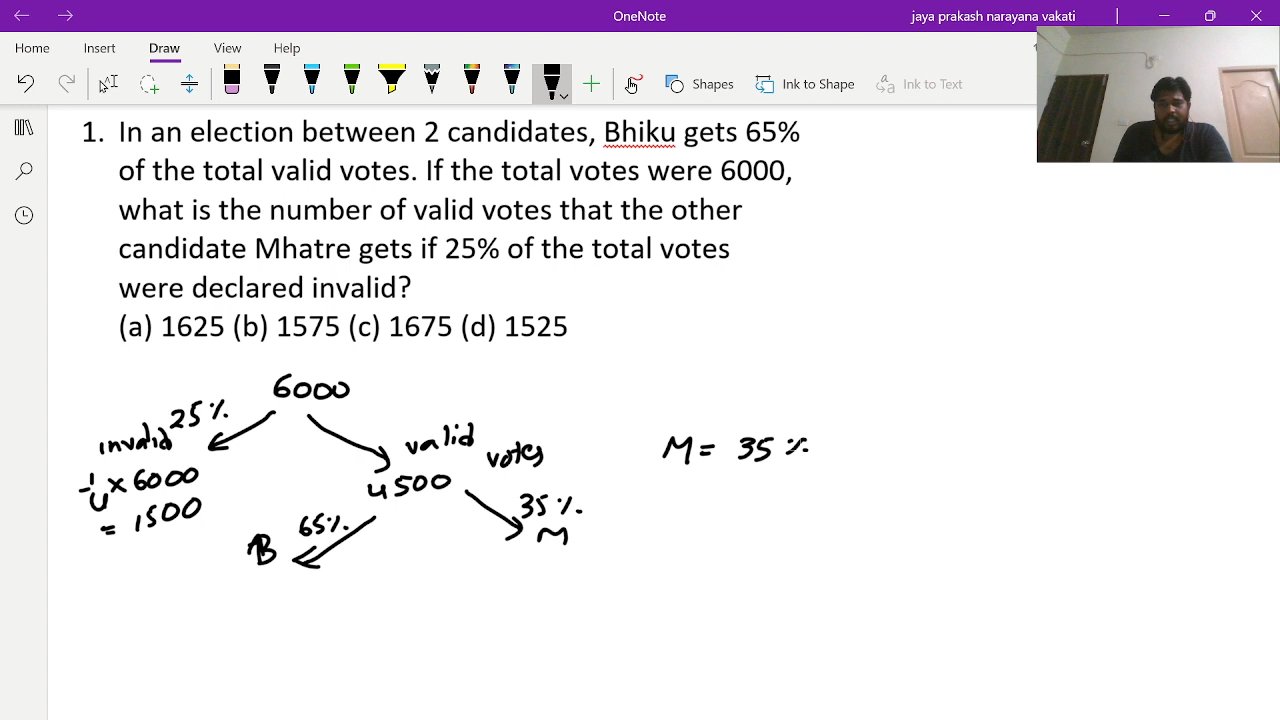 OneNote
jaya prakash narayana vakati
Home Insert Draw View Help
Shapes Ink to Shape Ink to Text
1. In an election between 2 candidates, Bhiku gets 65%
of the total valid votes. If the total votes were 6000,
what is the number of valid votes that the other
candidate Mhatre gets if 25% of the total votes
were declared invalid?
(a) 1625 (b) 1575 (c) 1675 (d) 1525
6000
invalid 25%
valid votes
M = 35%
1/4 × 6000
= 1500
4500
65%
35%
B
M